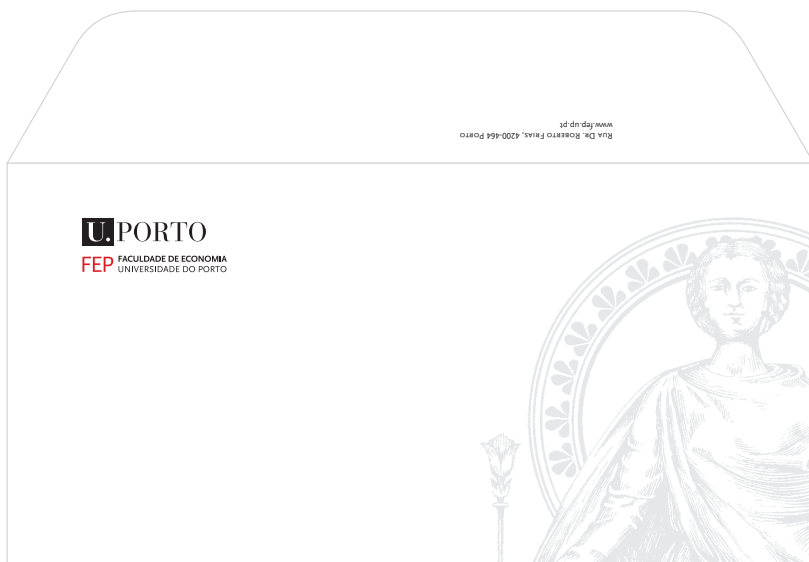 Rua Dr. Roberto Frias, 4200-464 Porto
www.fep.up.pt
U.PORTO
FEP FACULDADE DE ECONOMIA
UNIVERSIDADE DO PORTO